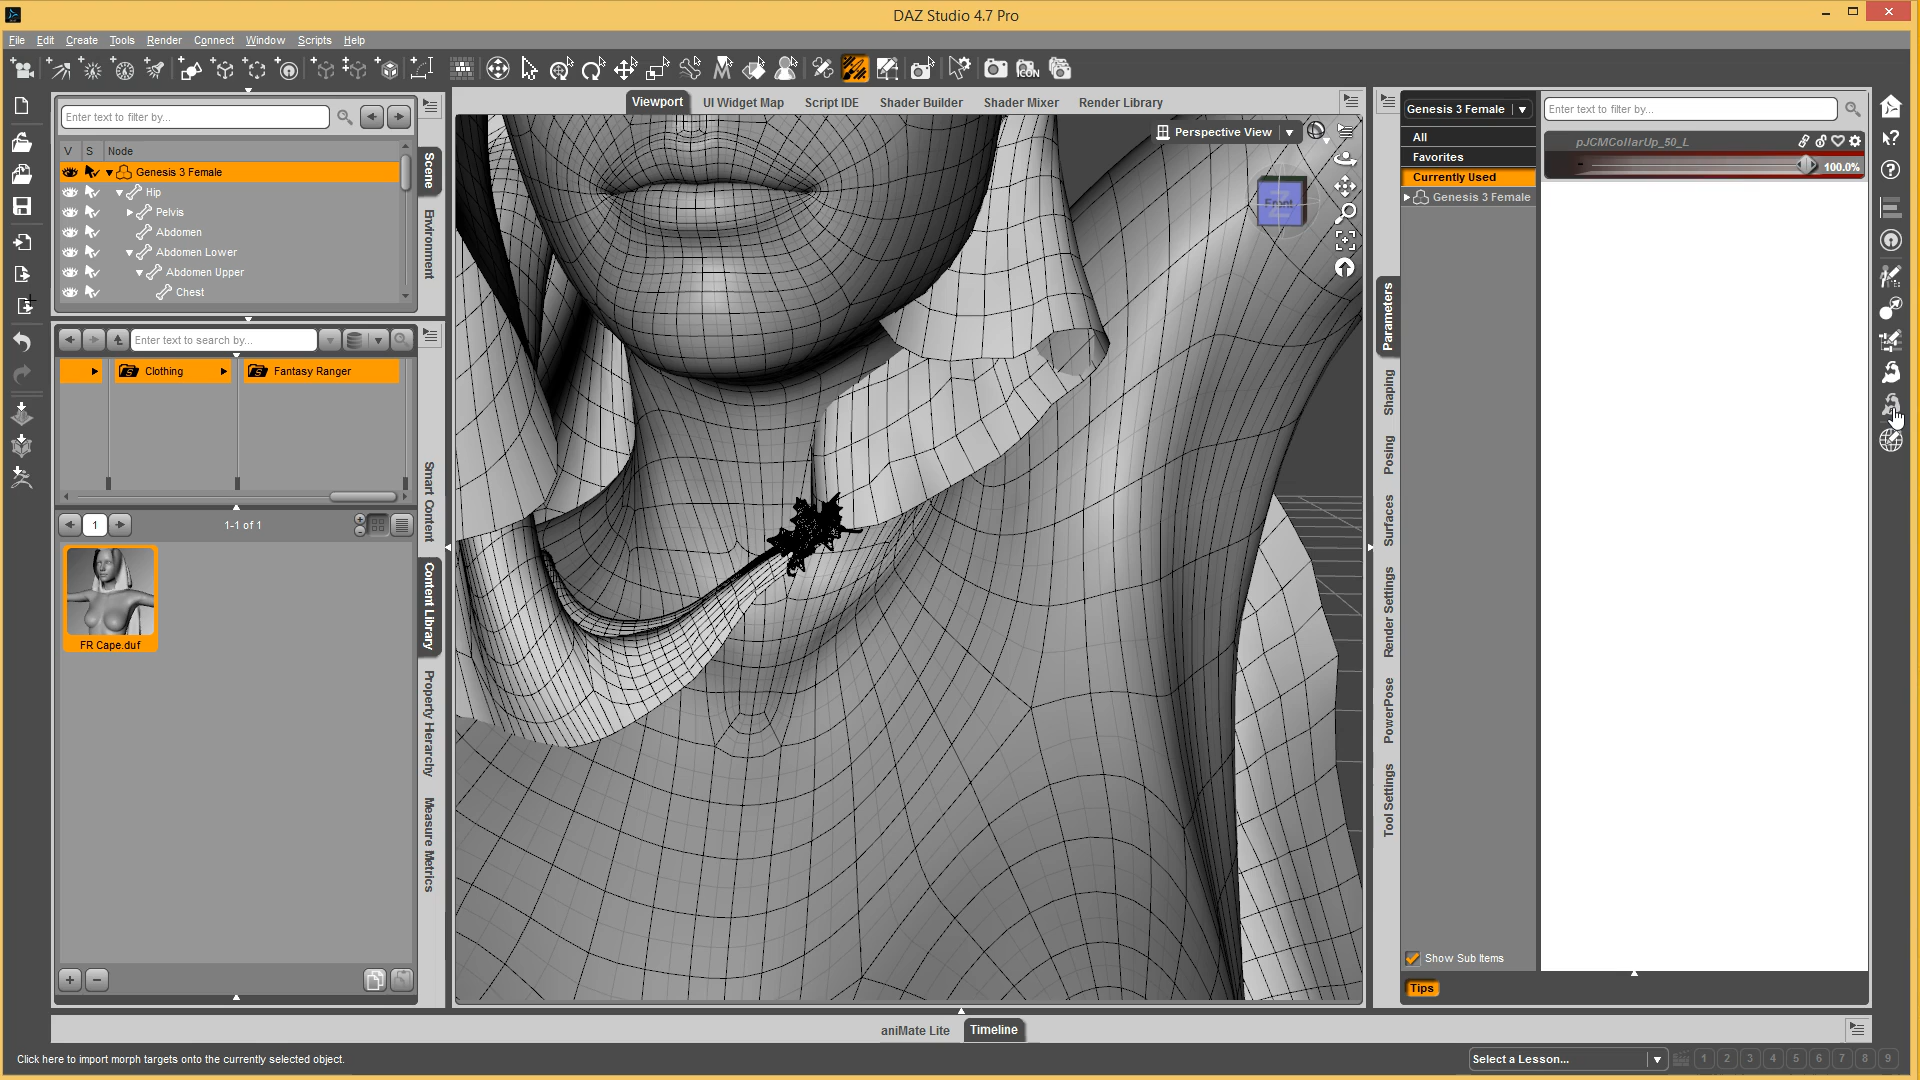 DAZ Studio 4.7 Pro
File Edit Create Tools Render Connect Window Scripts Help
ICON
Enter text to filter by...
V S Node
Genesis 3 Female
Hip
Pelvis
Abdomen
Abdomen Lower
Abdomen Upper
Chest
Scene
Environment
Enter text to search by...
Clothing
Fantasy Ranger
1
1-1 of 1
FR Cape.duf
Smart Content
Content Library
Property Hierarchy
Measure Metrics
Viewport
UI Widget Map
Script IDE
Shader Builder
Shader Mixer
Render Library
Perspective View
Front
Parameters
Shaping
Posing
Surfaces
Render Settings
PowerPose
Tool Settings
Genesis 3 Female
All
Favorites
Currently Used
Genesis 3 Female
Enter text to filter by...
pJCMCollarUp_50_L
100.0%
Show Sub Items
Tips
aniMate Lite
Timeline
Click here to import morph targets onto the currently selected object.
Select a Lesson...
1 2 3 4 5 6 7 8 9